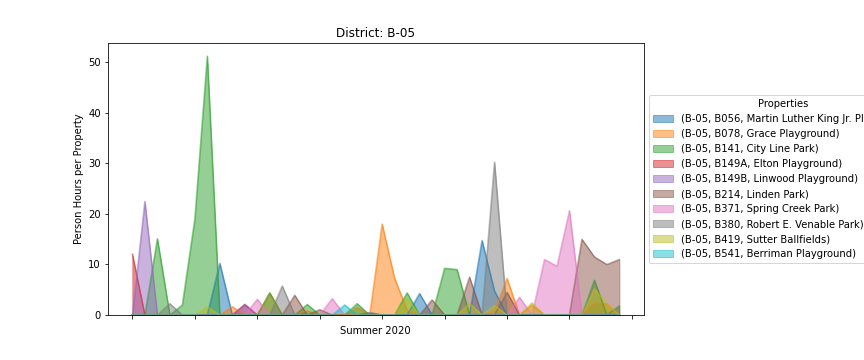 District: B-05
Person Hours per Property
50
40
30
20
10
0
Summer 2020
Properties
(B-05, B056, Martin Luther King Jr. Pl
(B-05, B078, Grace Playground)
(B-05, B141, City Line Park)
(B-05, B149A, Elton Playground)
(B-05, B149B, Linwood Playground)
(B-05, B214, Linden Park)
(B-05, B371, Spring Creek Park)
(B-05, B380, Robert E. Venable Park)
(B-05, B419, Sutter Ballfields)
(B-05, B541, Berriman Playground)